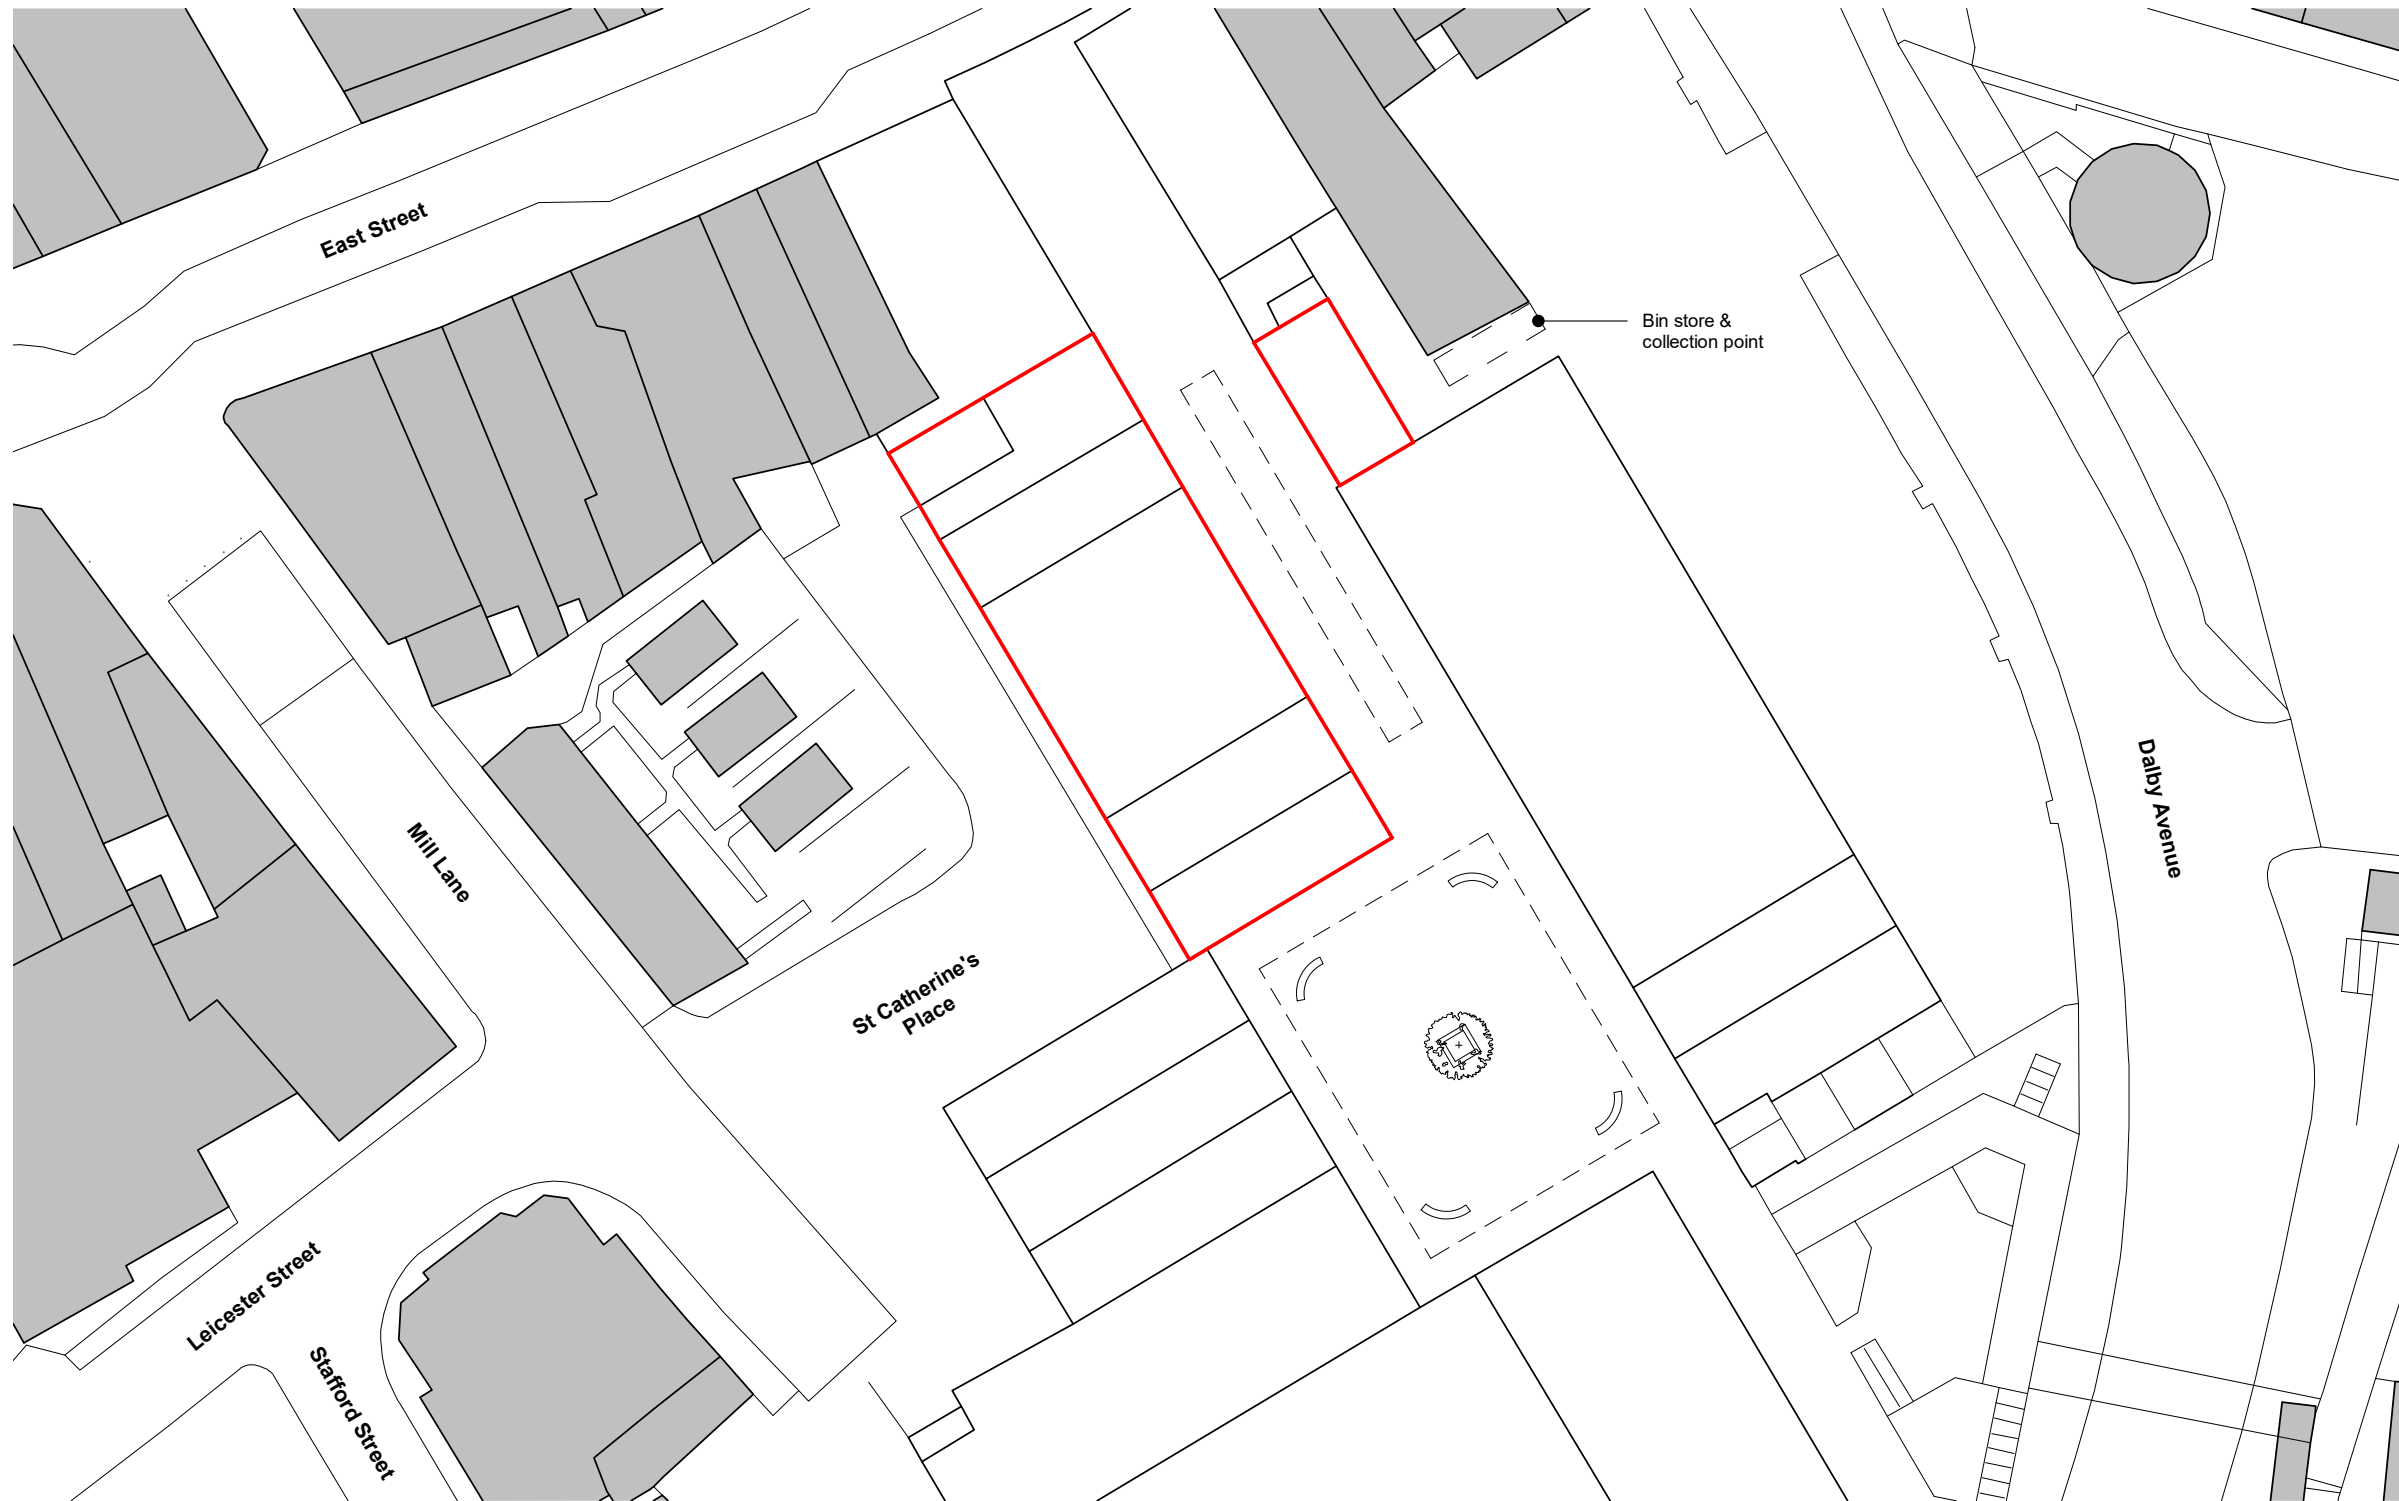 East Street
Bin store &
collection point
Mill Lane
Dalby Avenue
St Catherine's
Place
Leicester Street
Stafford Street